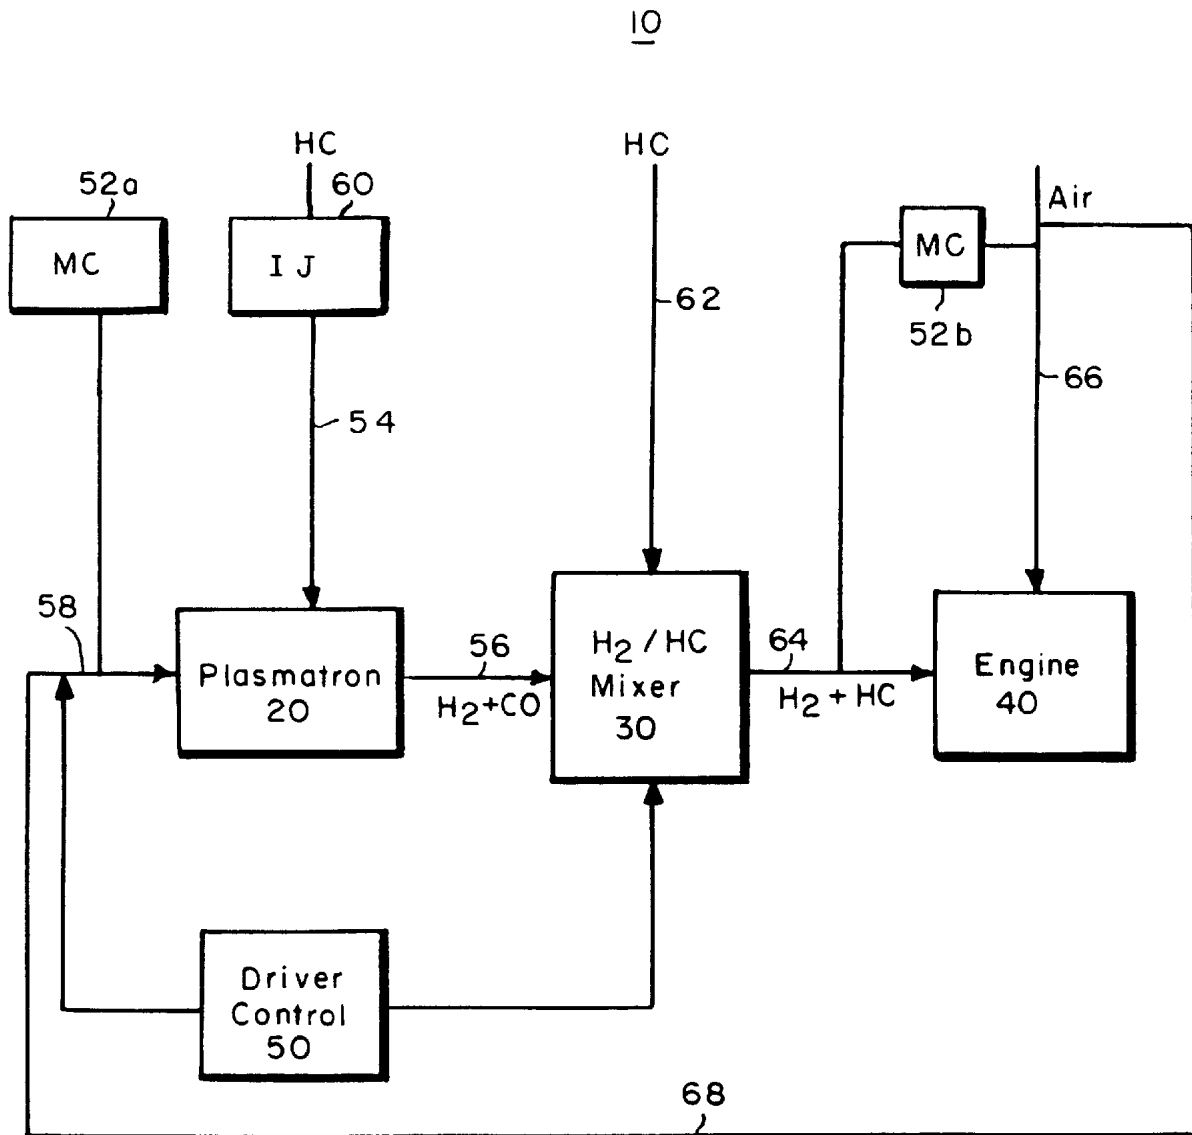 10
HC
HC
52a
60
Air
MC
I J
MC
62
52b
66
54
58
56
64
Plasmatron
20
H2+CO
H2 / HC
Mixer
30
H2 + HC
Engine
40
Driver
Control
50
68